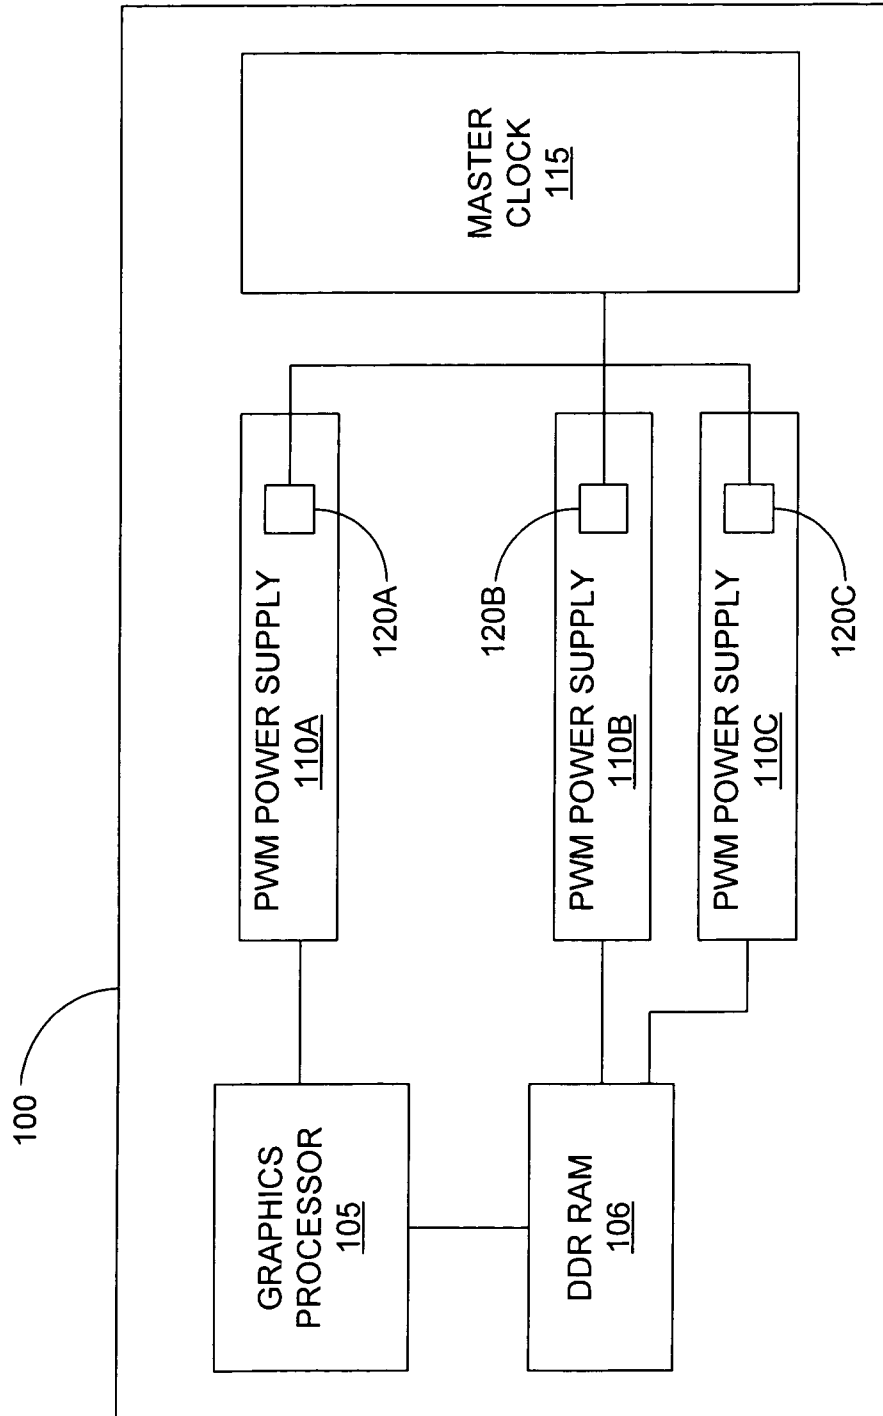 100
GRAPHICS
PROCESSOR
105
PWM POWER SUPPLY
110A
120A
MASTER
CLOCK
115
DDR RAM
106
120B
PWM POWER SUPPLY
110B
PWM POWER SUPPLY
110C
120C